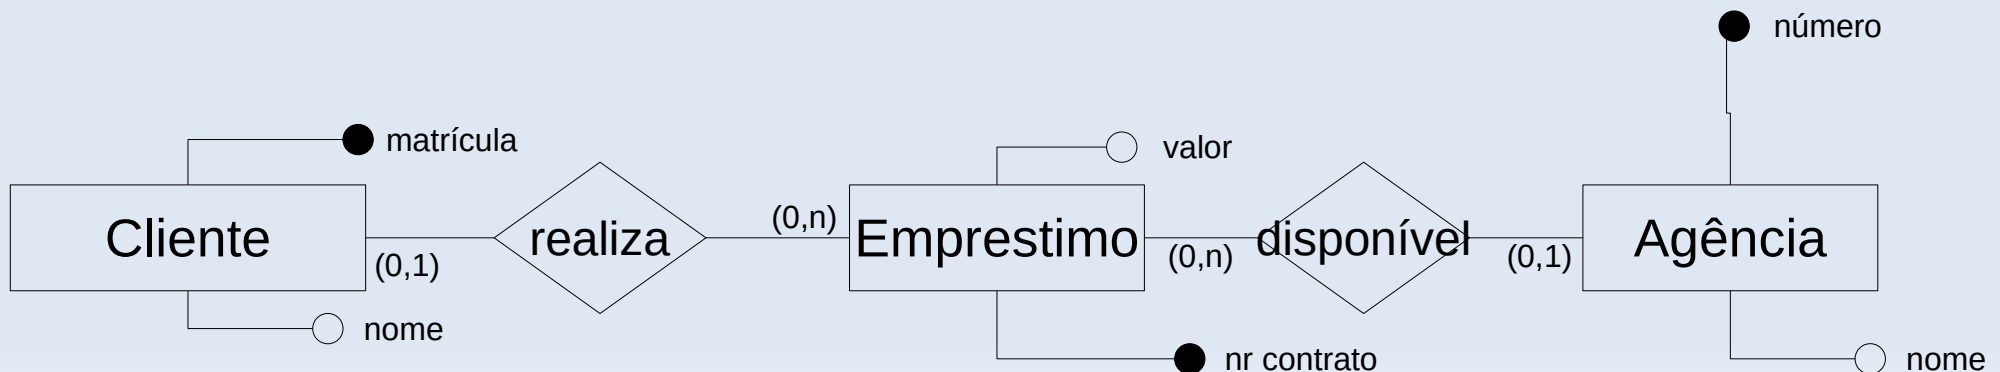 número
matrícula
valor
Cliente
realiza
(0,1)
(0,n)
Emprestimo
(0,n)
disponível
(0,1)
Agência
nome
nr contrato
nome